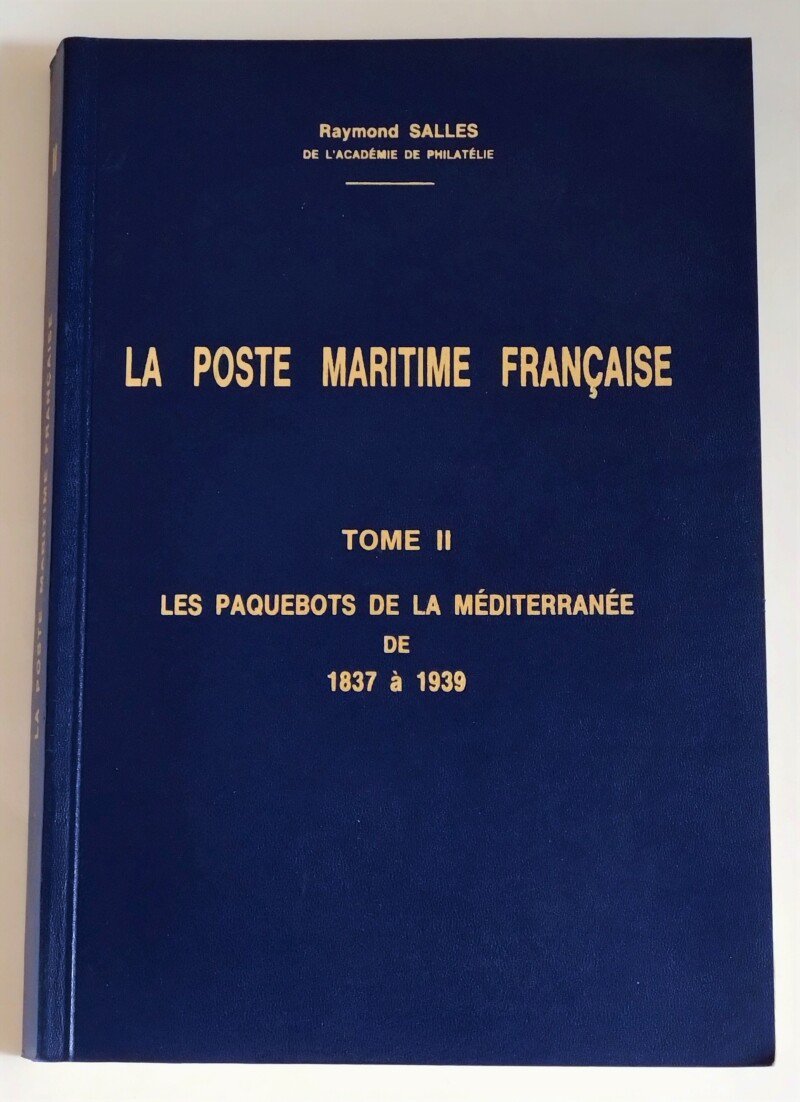 Raymond SALLES
DE L'ACADÉMIE DE PHILATÉLIE
LA POSTE MARITIME FRANÇAISE
TOME II
LES PAQUEBOTS DE LA MÉDITERRANÉE
DE
1837 à 1939
LA POSTE MARITIME FRANÇAISE